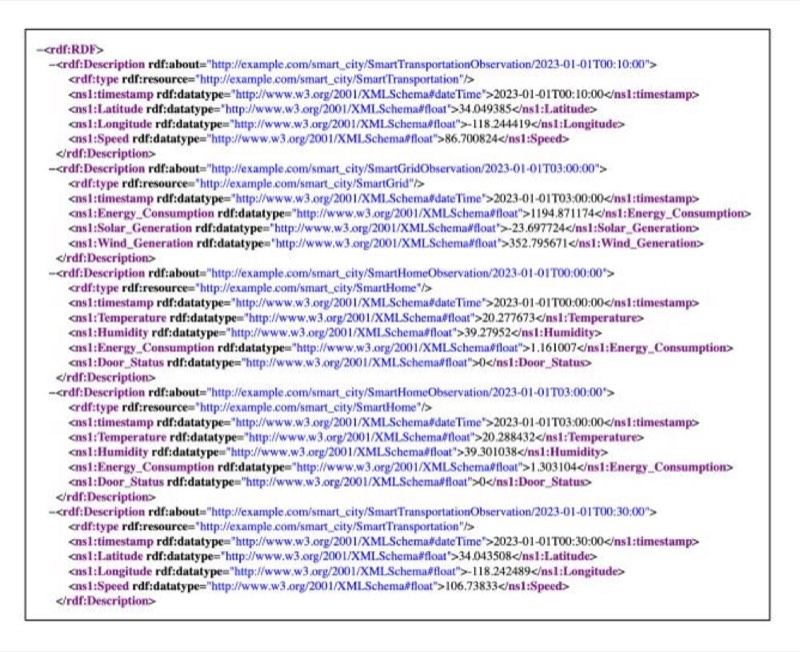 −<rdf:RDF>
−<rdf:Description rdf:about="http://example.com/smart_city/SmartTransportationObservation/2023-01-01T00:10:00">
<rdf:type rdf:resource="http://example.com/smart_city/SmartTransportation"/>
<ns1:timestamp rdf:datatype="http://www.w3.org/2001/XMLSchema#dateTime">2023-01-01T00:10:00</ns1:timestamp>
<ns1:Latitude rdf:datatype="http://www.w3.org/2001/XMLSchema#float">34.049385</ns1:Latitude>
<ns1:Longitude rdf:datatype="http://www.w3.org/2001/XMLSchema#float">-118.244419</ns1:Longitude>
<ns1:Speed rdf:datatype="http://www.w3.org/2001/XMLSchema#float">86.700824</ns1:Speed>
</rdf:Description>
−<rdf:Description rdf:about="http://example.com/smart_city/SmartGridObservation/2023-01-01T03:00:00">
<rdf:type rdf:resource="http://example.com/smart_city/SmartGrid"/>
<ns1:timestamp rdf:datatype="http://www.w3.org/2001/XMLSchema#dateTime">2023-01-01T03:00:00</ns1:timestamp>
<ns1:Energy_Consumption rdf:datatype="http://www.w3.org/2001/XMLSchema#float">1194.871174</ns1:Energy_Consumption>
<ns1:Solar_Generation rdf:datatype="http://www.w3.org/2001/XMLSchema#float">-23.697724</ns1:Solar_Generation>
<ns1:Wind_Generation rdf:datatype="http://www.w3.org/2001/XMLSchema#float">352.795671</ns1:Wind_Generation>
</rdf:Description>
−<rdf:Description rdf:about="http://example.com/smart_city/SmartHomeObservation/2023-01-01T00:00:00">
<rdf:type rdf:resource="http://example.com/smart_city/SmartHome"/>
<ns1:timestamp rdf:datatype="http://www.w3.org/2001/XMLSchema#dateTime">2023-01-01T00:00:00</ns1:timestamp>
<ns1:Temperature rdf:datatype="http://www.w3.org/2001/XMLSchema#float">20.277673</ns1:Temperature>
<ns1:Humidity rdf:datatype="http://www.w3.org/2001/XMLSchema#float">39.27952</ns1:Humidity>
<ns1:Energy_Consumption rdf:datatype="http://www.w3.org/2001/XMLSchema#float">1.161007</ns1:Energy_Consumption>
<ns1:Door_Status rdf:datatype="http://www.w3.org/2001/XMLSchema#float">0</ns1:Door_Status>
</rdf:Description>
−<rdf:Description rdf:about="http://example.com/smart_city/SmartHomeObservation/2023-01-01T03:00:00">
<rdf:type rdf:resource="http://example.com/smart_city/SmartHome"/>
<ns1:timestamp rdf:datatype="http://www.w3.org/2001/XMLSchema#dateTime">2023-01-01T03:00:00</ns1:timestamp>
<ns1:Temperature rdf:datatype="http://www.w3.org/2001/XMLSchema#float">20.288432</ns1:Temperature>
<ns1:Humidity rdf:datatype="http://www.w3.org/2001/XMLSchema#float">39.301038</ns1:Humidity>
<ns1:Energy_Consumption rdf:datatype="http://www.w3.org/2001/XMLSchema#float">1.303104</ns1:Energy_Consumption>
<ns1:Door_Status rdf:datatype="http://www.w3.org/2001/XMLSchema#float">0</ns1:Door_Status>
</rdf:Description>
−<rdf:Description rdf:about="http://example.com/smart_city/SmartTransportationObservation/2023-01-01T00:30:00">
<rdf:type rdf:resource="http://example.com/smart_city/SmartTransportation"/>
<ns1:timestamp rdf:datatype="http://www.w3.org/2001/XMLSchema#dateTime">2023-01-01T00:30:00</ns1:timestamp>
<ns1:Latitude rdf:datatype="http://www.w3.org/2001/XMLSchema#float">34.043508</ns1:Latitude>
<ns1:Longitude rdf:datatype="http://www.w3.org/2001/XMLSchema#float">-118.242489</ns1:Longitude>
<ns1:Speed rdf:datatype="http://www.w3.org/2001/XMLSchema#float">106.73833</ns1:Speed>
</rdf:Description>